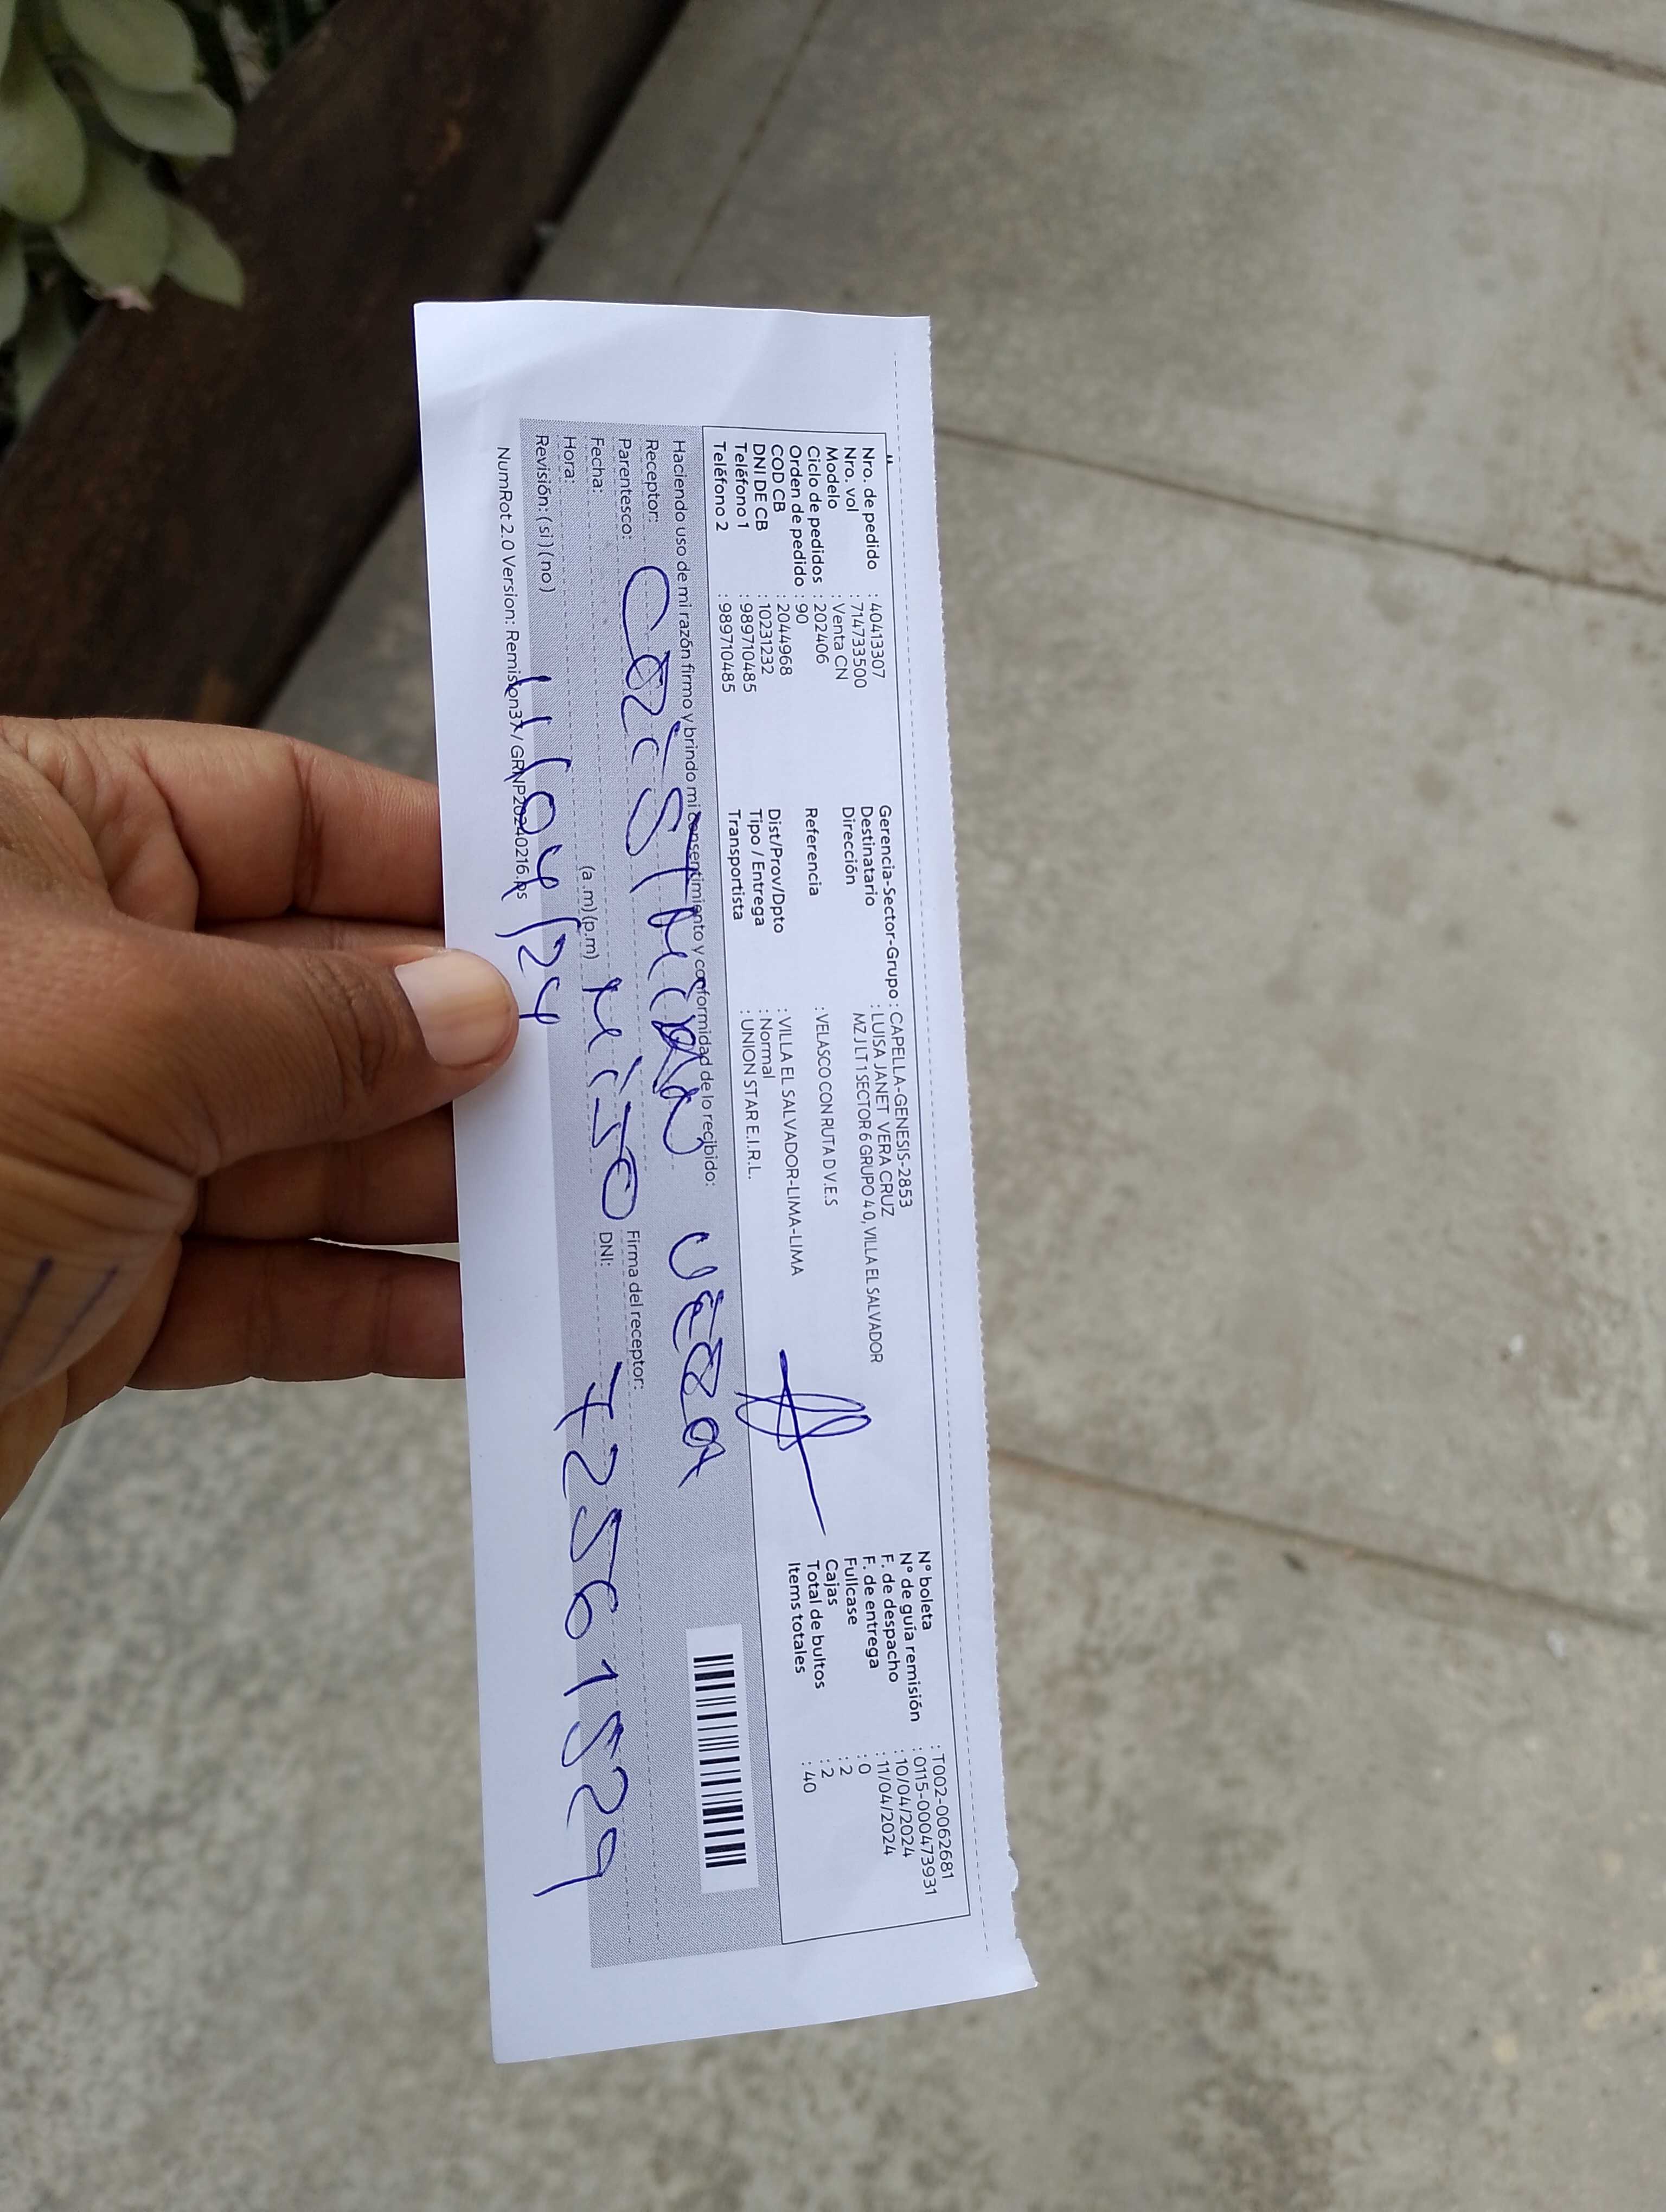 Nro. de pedido : 40413307
Nro. vol : 714733500
Modelo : Venta CN
Ciclo de pedidos : 202406
Orden de pedido : 90
COD CB : 2044968
DNI DE CB : 10231232
Teléfono 1 : 989710485
Teléfono 2 : 989710485
Gerencia-Sector-Grupo : CAPELLA-GENESIS-2853
Destinatario : LUISA JANET VERA CRUZ
Dirección MZ J LT 1 SECTOR 6 GRUPO 4 0, VILLA EL SALVADOR
Referencia : VELASCO CON RUTA D V.E.S
Dist/Prov/Dpto : VILLA EL SALVADOR-LIMA-LIMA
Tipo / Entrega : Normal
Transportista : UNION STAR E.I.R.L.
N° boleta : T002-0062681
N° de guía remisión : 0115-000473931
F. de despacho : 10/04/2024
F. de entrega : 11/04/2024
Fullcase : 0
Cajas : 2
Total de bultos : 2
Items totales : 40
Haciendo uso de mi razón firmo y brindo mi consentimiento y conformidad de lo recibido:
Receptor: VERA
Parentesco: Firma del receptor:
Fecha: DNI: 72561529
Hora: (a.m) (p.m)
Revisión: (si) (no) 11/04/24
NumRot 2.0 Version: Remision3X/ GRNP20240216.ps